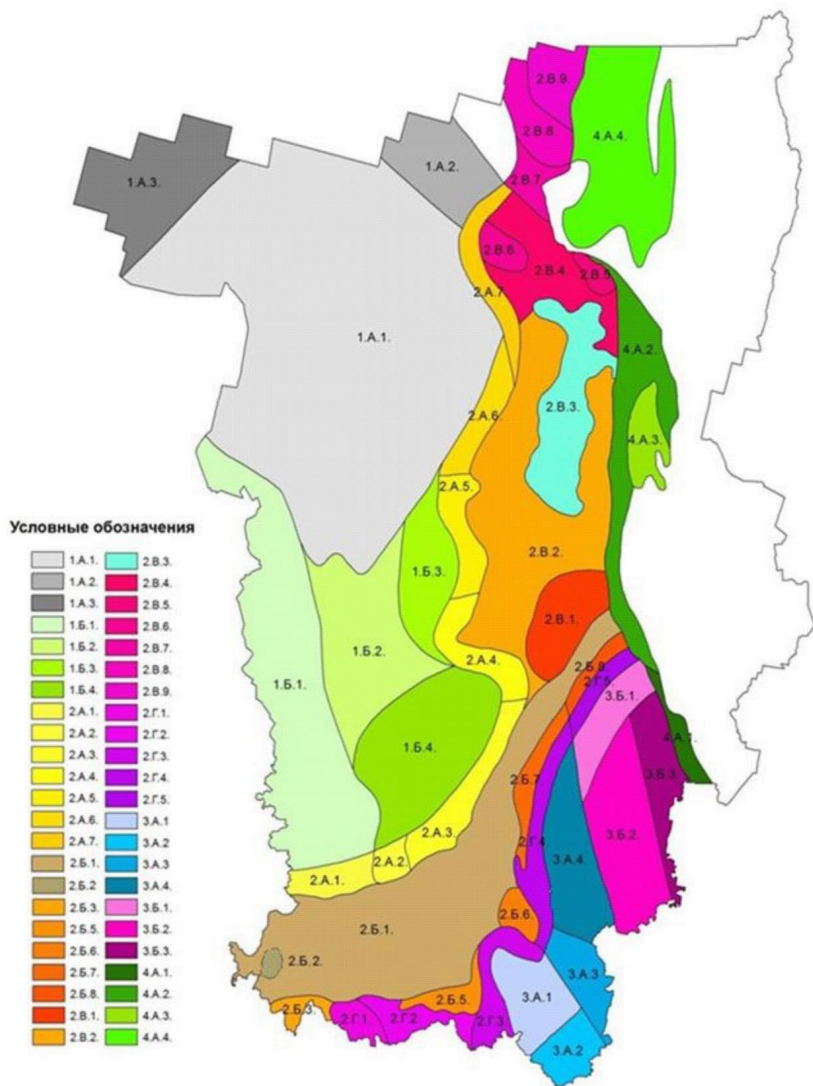 2.В.9.
4.А.4.
2.В.8.
1.А.2.
1.А.3.
2.В.7.
2.В.6.
2.В.4.
2.В.5.
2.А.7.
1.А.1.
4.А.2.
2.В.3.
2.А.6.
4.А.3.
2.А.5.
2.В.2.
1.Б.3.
2.В.1.
1.Б.2.
2.А.4.
2.Б.8.
1.Б.1.
2.Г.5.
3.Б.1.
4.А.1.
1.Б.4.
2.Б.7.
3.Б.3.
2.А.3.
3.Б.2.
2.Г.4.
2.А.2.
3.А.4.
2.А.1.
2.Б.6.
2.Б.1.
2.Б.2.
3.А.3
2.Б.5.
3.А.1
2.Б.3.
2.Г.1.
2.Г.2.
2.Г.3.
3.А.2
Условные обозначения
1.А.1.
1.А.2.
1.А.3.
1.Б.1.
1.Б.2.
1.Б.3.
1.Б.4.
2.А.1.
2.А.2.
2.А.3.
2.А.4.
2.А.5.
2.А.6.
2.А.7.
2.Б.1.
2.Б.2
2.Б.3.
2.Б.5.
2.Б.6.
2.Б.7.
2.Б.8.
2.В.1.
2.В.2.
2.В.3.
2.В.4.
2.В.5.
2.В.6.
2.В.7.
2.В.8.
2.В.9.
2.Г.1.
2.Г.2.
2.Г.3.
2.Г.4.
2.Г.5.
3.А.1
3.А.2
3.А.3
3.А.4.
3.Б.1.
3.Б.2.
3.Б.3.
4.А.1.
4.А.2.
4.А.3.
4.А.4.